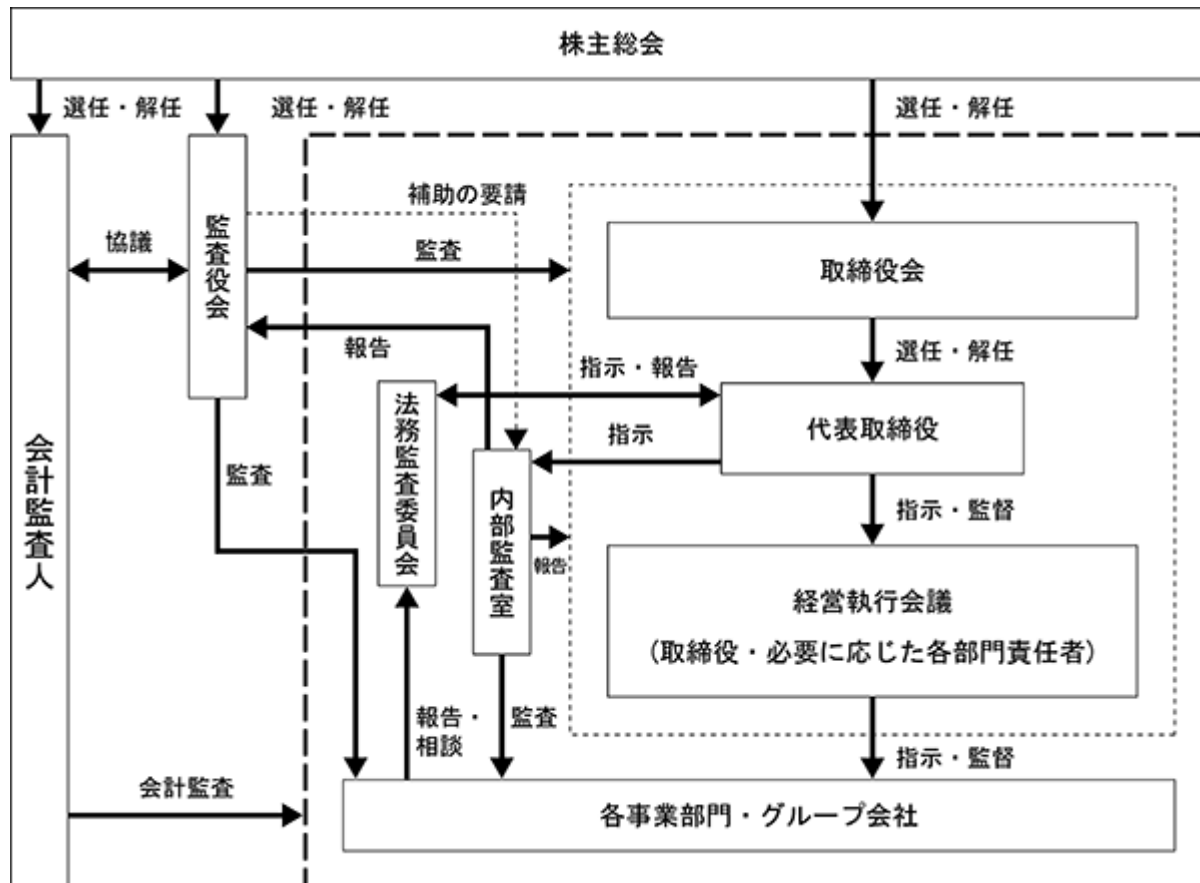 株主総会
選任・解任
選任・解任
選任・解任
補助の要請
監査役会
協議
監査
取締役会
報告
選任・解任
指示・報告
法務監査委員会
代表取締役
指示
会計監査人
監査
内部監査室
指示・監督
報告
経営執行会議
（取締役・必要に応じた各部門責任者）
報告・
相談
監査
指示・監督
会計監査
各事業部門・グループ会社